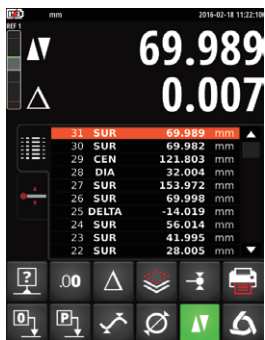 mm 2016-02-18 11:22:10
REF 1
69.989
Δ 0.007
31 SUR 69.989 mm
30 SUR 69.982 mm
29 CEN 121.803 mm
28 DIA 32.004 mm
27 SUR 153.972 mm
26 SUR 69.998 mm
25 DELTA -14.019 mm
24 SUR 56.014 mm
23 SUR 41.995 mm
22 SUR 28.005 mm
? .00 Δ
0 P Ø